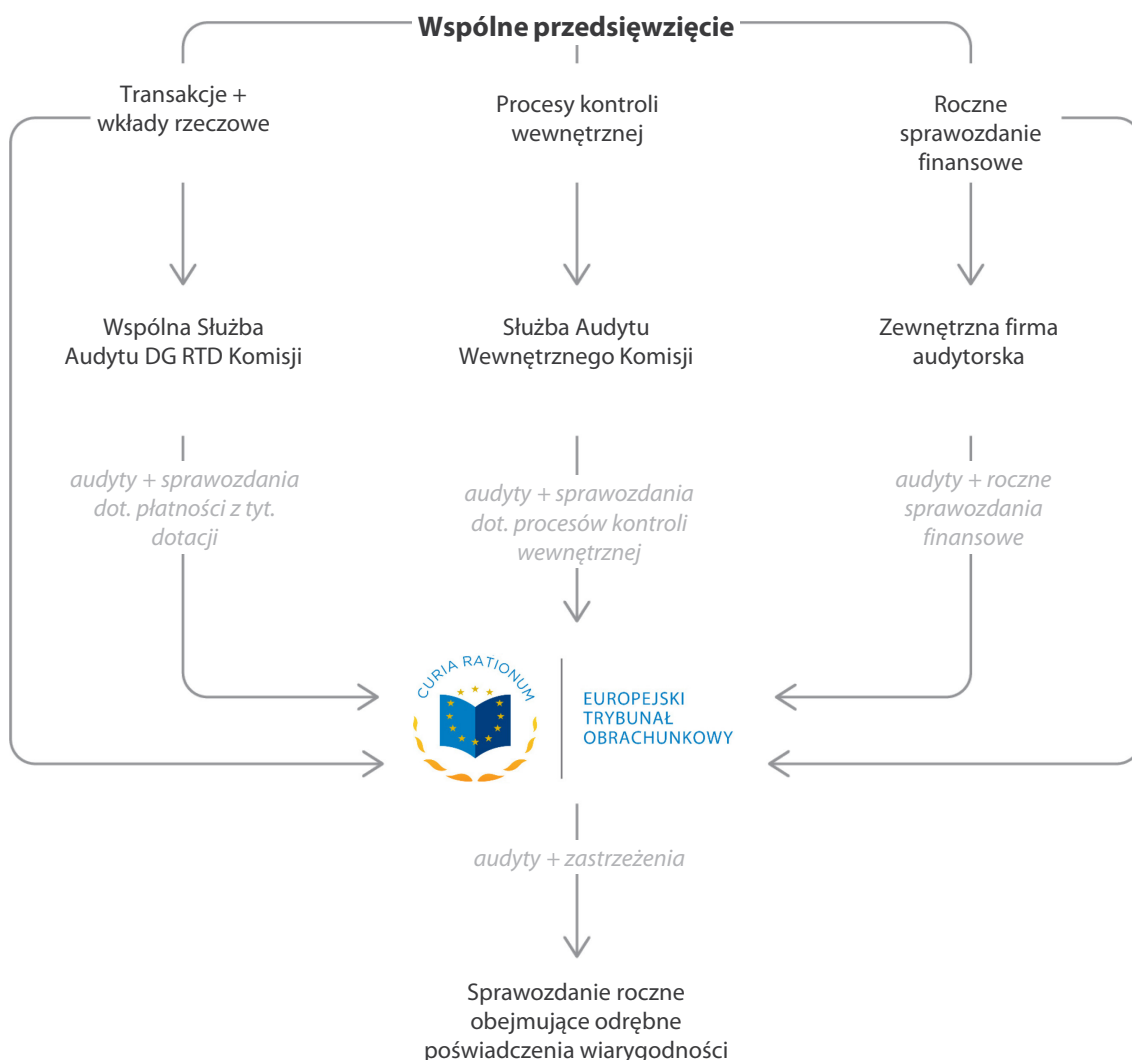 Wspólne przedsięwzięcie
Transakcje +
wkłady rzeczowe
Procesy kontroli
wewnętrznej
Roczne
sprawozdanie
finansowe
Wspólna Służba
Audytu DG RTD Komisji
Służba Audytu
Wewnętrznego Komisji
Zewnętrzna firma
audytorska
audyty + sprawozdania
dot. płatności z tyt.
dotacji
audyty + sprawozdania
dot. procesów kontroli
wewnętrznej
audyty + roczne
sprawozdania
finansowe
CURIA RATIONUM
EUROPEJSKI
TRYBUNAŁ
OBRACHUNKOWY
audyty + zastrzeżenia
Sprawozdanie roczne
obejmujące odrębne
poświadczenia wiarygodności